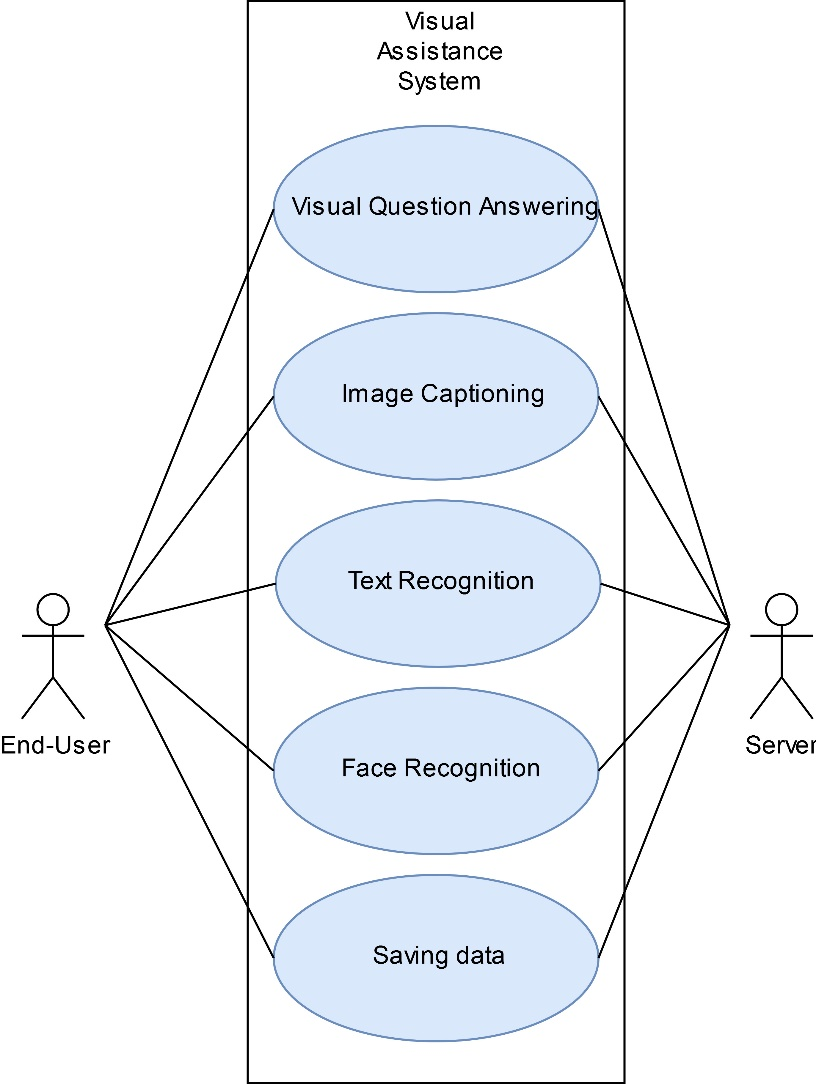 Visual
Assistance
System
Visual Question Answering
Image Captioning
Text Recognition
Face Recognition
End-User
Server
Saving data